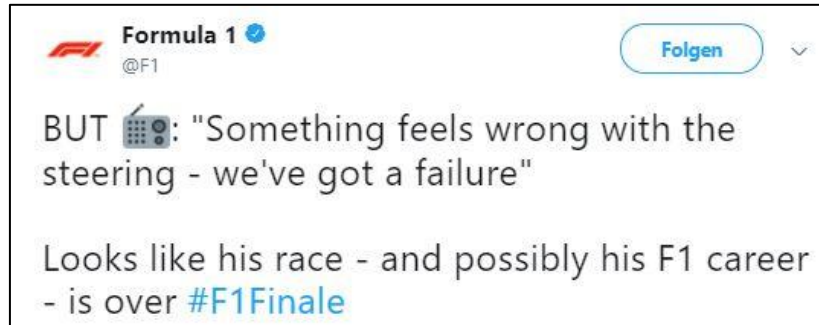 Formula 1
@F1
Folgen
BUT 📻: "Something feels wrong with the
steering - we've got a failure"
Looks like his race - and possibly his F1 career
- is over #F1Finale